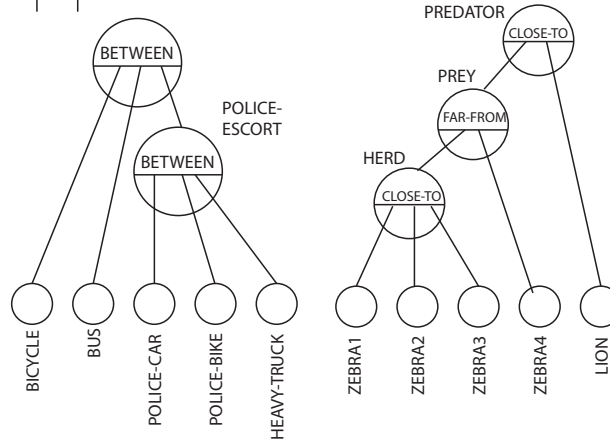 BETWEEN
POLICE-
ESCORT
BETWEEN
BICYCLE
BUS
POLICE-CAR
POLICE-BIKE
HEAVY-TRUCK
PREDATOR
CLOSE-TO
PREY
FAR-FROM
HERD
CLOSE-TO
ZEBRA1
ZEBRA2
ZEBRA3
ZEBRA4
LION